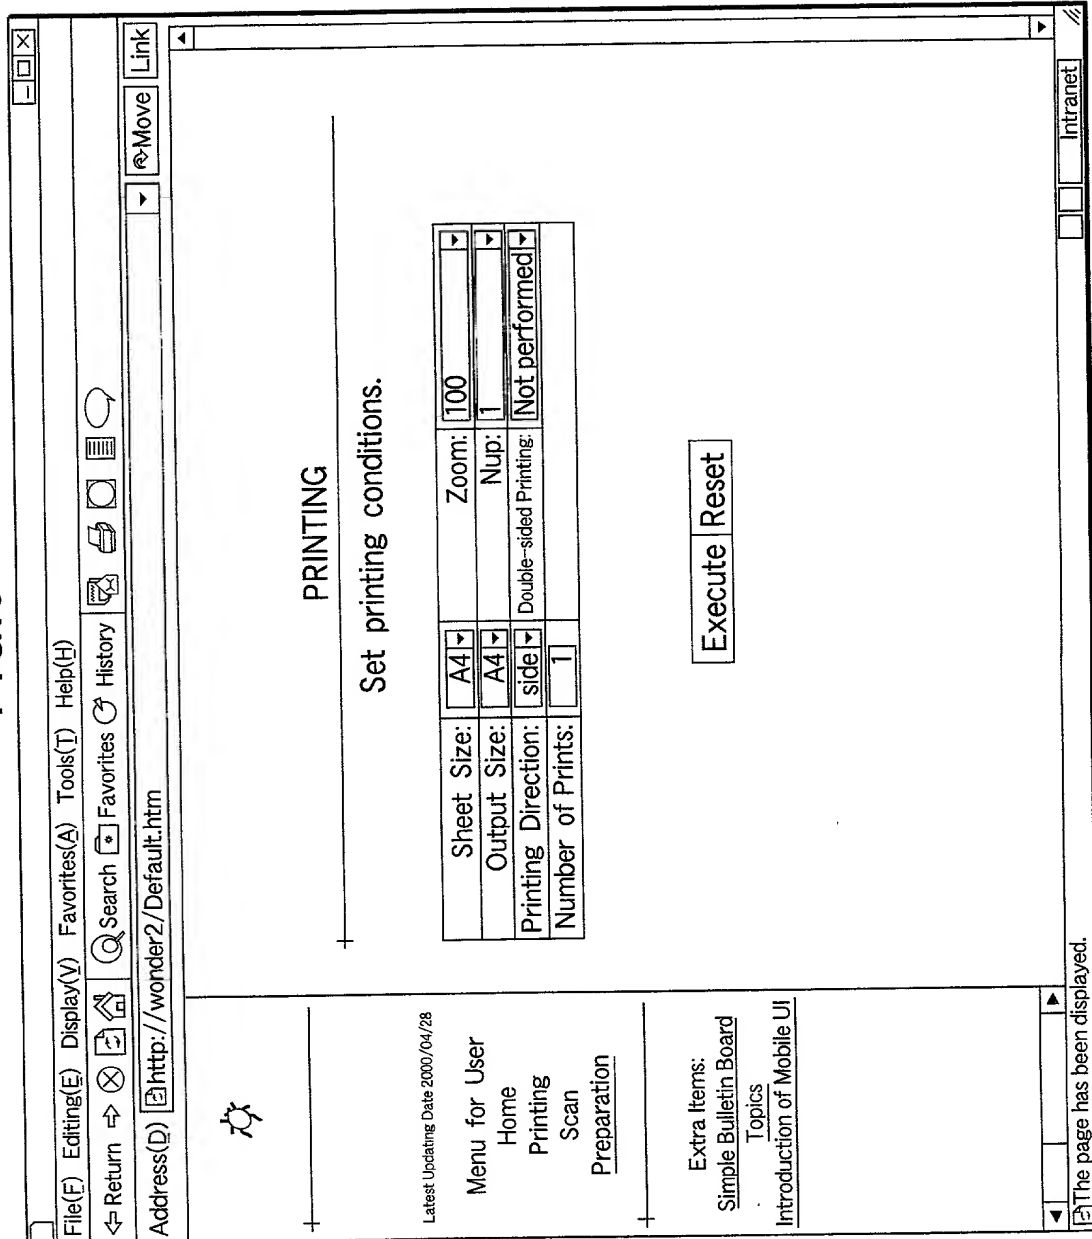 File(F) Editing(E) Display(V) Favorites(A) Tools(T) Help(H)
Return Search Favorites History
Address(D) http://wonder2/Default.htm Move Link
Latest Updating Date 2000/04/28
Menu for User
Home
Printing
Scan
Preparation
Extra Items:
Simple Bulletin Board
Topics
Introduction of Mobile UI
PRINTING
Set printing conditions.
Sheet Size: A4 Zoom: 100
Output Size: A4 Nup: 1
Printing Direction: side Double-sided Printing: Not performed
Number of Prints: 1
Execute Reset
The page has been displayed. Intranet